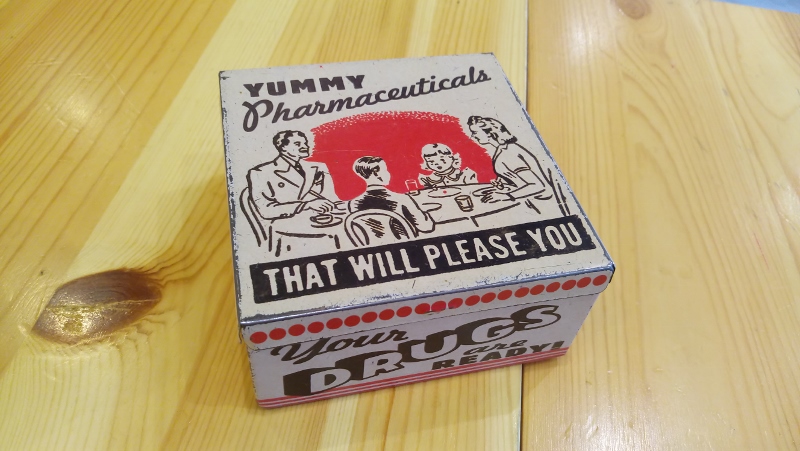 YUMMY
Pharmaceuticals
THAT WILL PLEASE YOU
Your
DRUGS
are
READY!